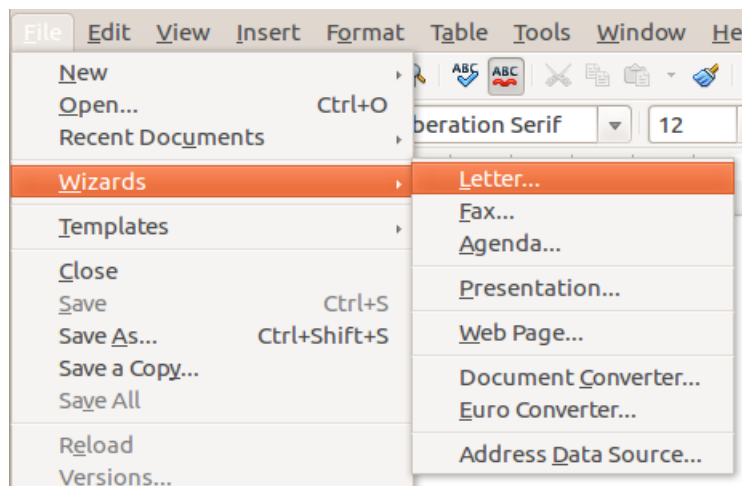 File Edit View Insert Format Table Tools Window He
New
Open... Ctrl+O
Recent Documents
Wizards
Templates
Close
Save Ctrl+S
Save As... Ctrl+Shift+S
Save a Copy...
Save All
Reload
Versions...
ABC ABC
beration Serif 12
Letter...
Fax...
Agenda...
Presentation...
Web Page...
Document Converter...
Euro Converter...
Address Data Source...